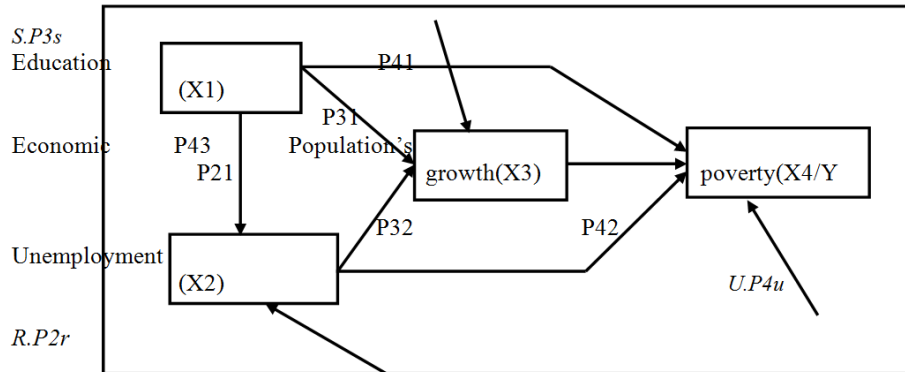 S.P3s
Education P41
(X1)
P31
Economic P43 Population’s
P21 growth(X3) poverty(X4/Y
P32 P42
Unemployment
(X2) U.P4u
R.P2r